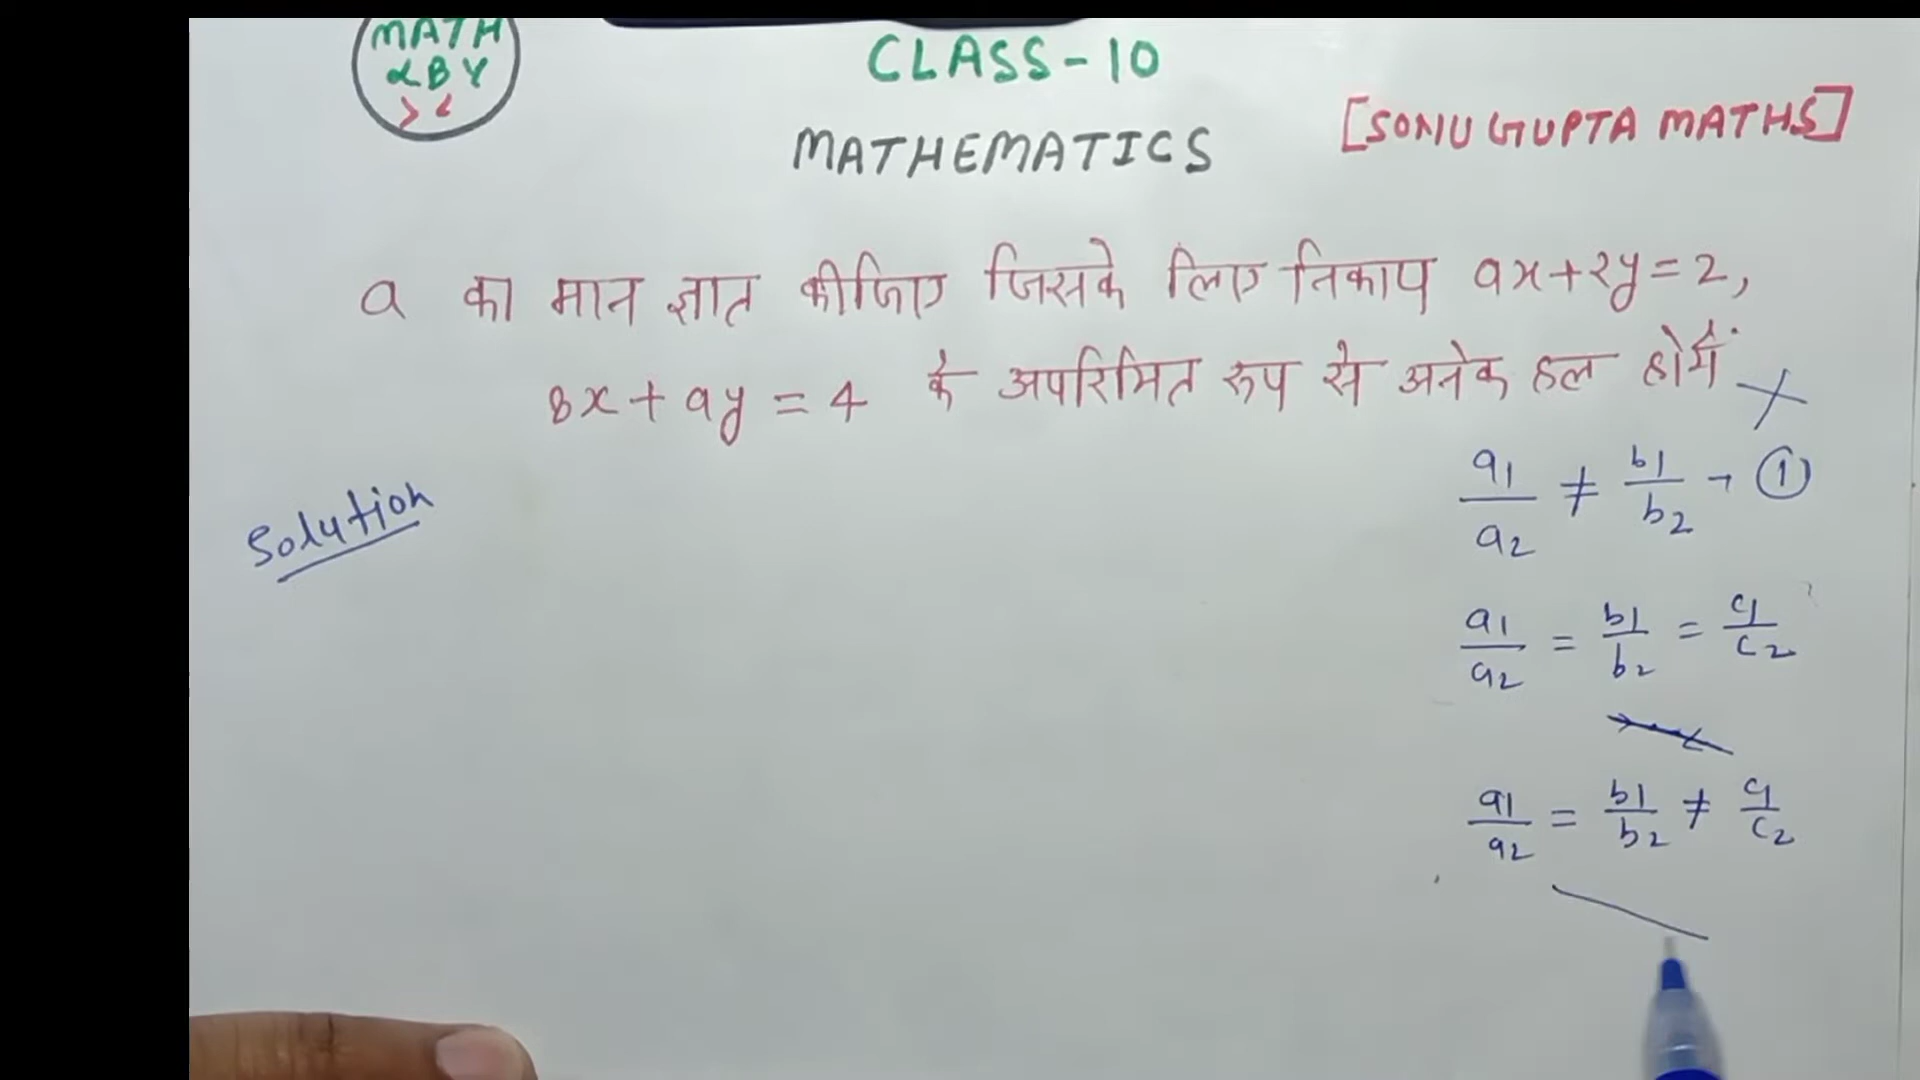 MATH
αBY
> <
CLASS-10
MATHEMATICS
[SONU GUPTA MATHS]
a का मान ज्ञात कीजिए जिसके लिए निकाय ax+2y=2,
8x+ay=4 के अपरिमित रूप से अनेक हल होगें
Solution
a1/a2 ≠ b1/b2 → ①
a1/a2 = b1/b2 = c1/c2
a1/a2 = b1/b2 ≠ c1/c2